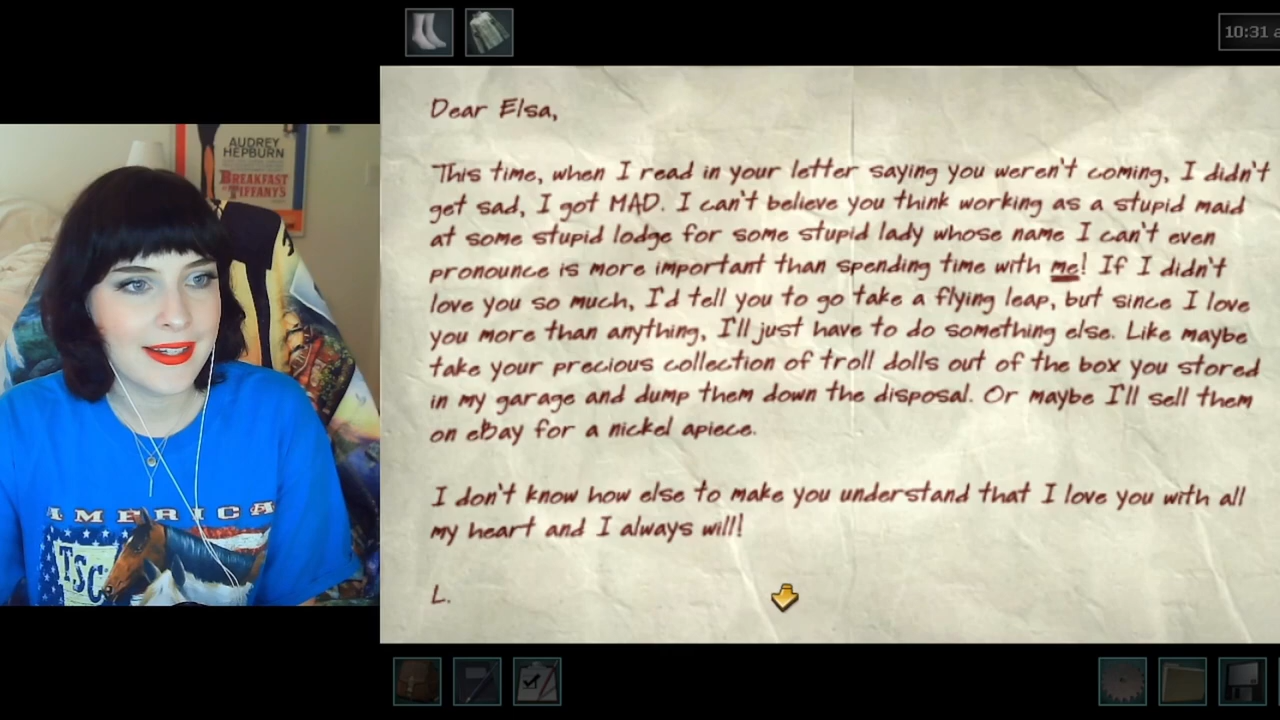 10:31 a
Dear Elsa,
This time, when I read in your letter saying you weren't coming, I didn't
get sad, I got MAD. I can't believe you think working as a stupid maid
at some stupid lodge for some stupid lady whose name I can't even
pronounce is more important than spending time with me! If I didn't
love you so much, I'd tell you to go take a flying leap, but since I love
you more than anything, I'll just have to do something else. Like maybe
take your precious collection of troll dolls out of the box you stored
in my garage and dump them down the disposal. Or maybe I'll sell them
on eBay for a nickel apiece.
I don't know how else to make you understand that I love you with all
my heart and I always will!
L.
AUDREY
HEPBURN
BREAKFAST
AT TIFFANY'S
AMERICA
TSC